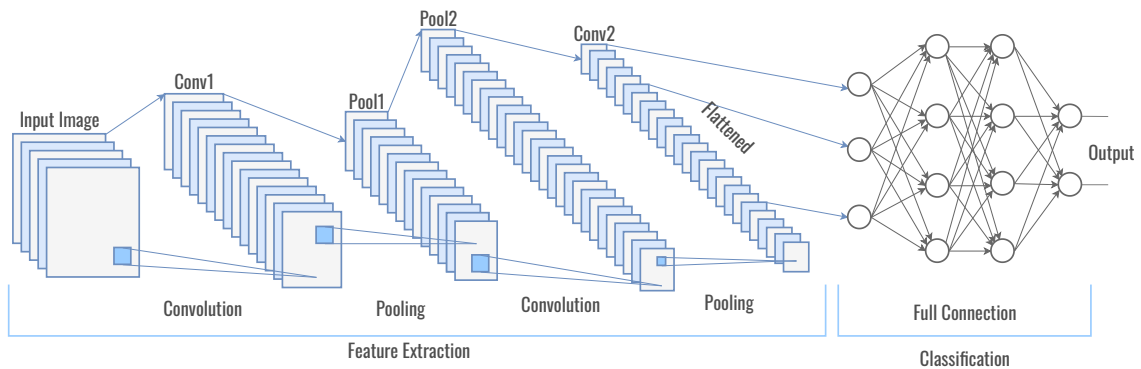 Pool2
Conv2
Conv1
Pool1
Input Image
Flattened
Output
Convolution
Pooling
Convolution
Pooling
Full Connection
Feature Extraction
Classification